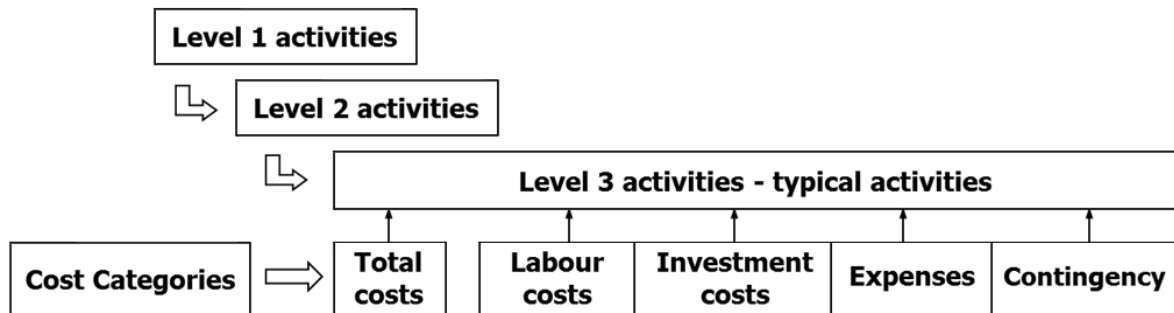 Level 1 activities
Level 2 activities
Level 3 activities - typical activities
Cost Categories
Total
costs
Labour
costs
Investment
costs
Expenses
Contingency